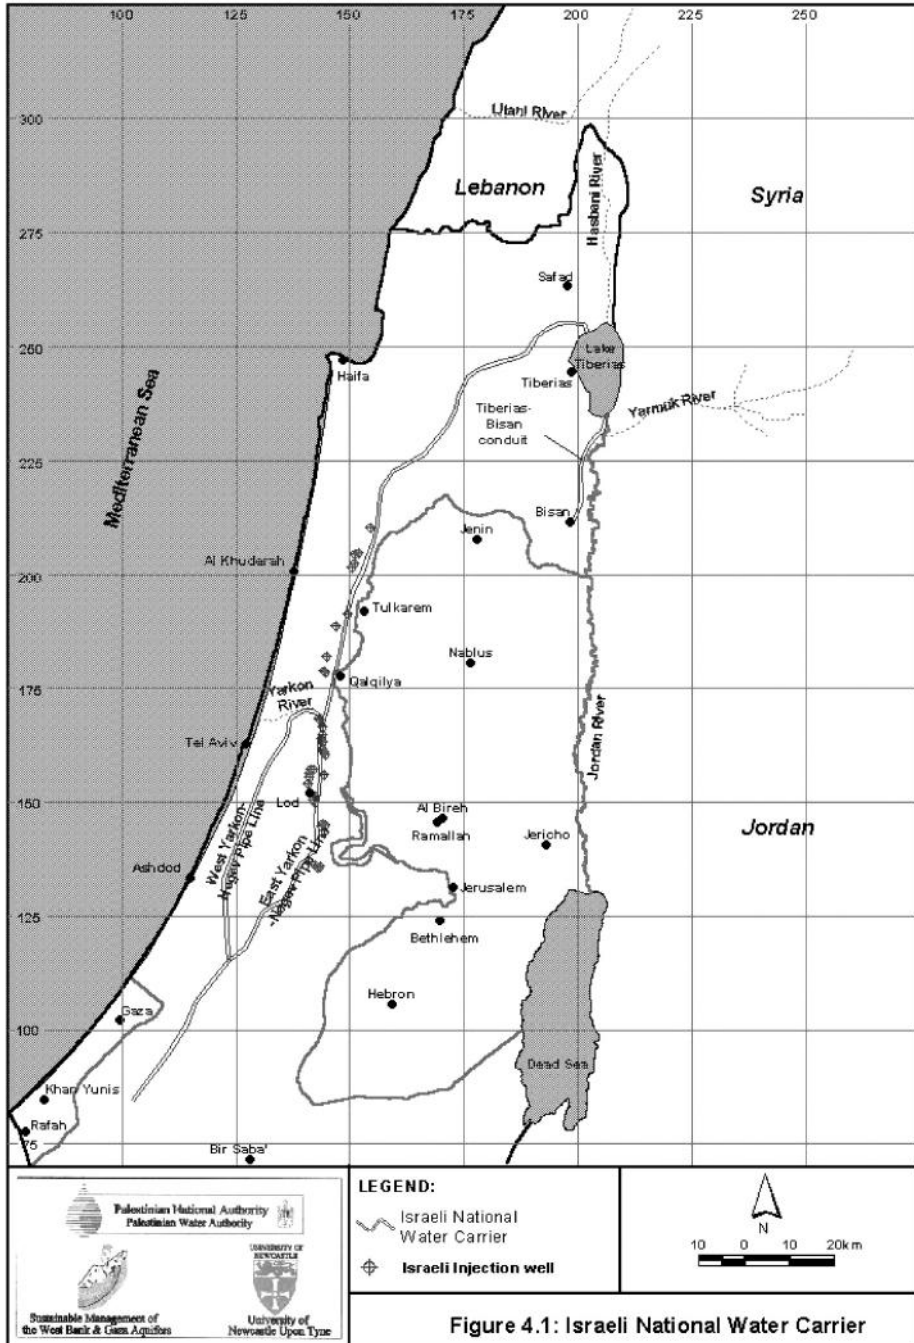 100 125 150 175 200 225 250
300
Litani River
Lebanon
Hasbani River
Syria
275
Safad
250
Lake
Tiberias
Haifa
Tiberias
Yarmuk River
Tiberias-
Bisan
conduit
Mediterranean Sea
225
Bisan
Jenin
Al Khudarah
200
Tulkarem
Nablus
Qalqilya
175
Yarkon
River
Jordan River
Tel Aviv
150
Lod
Al Bireh
Ramallah
Jericho
Jordan
West Yarkon-
Negev Pipe Line
East Yarkon
-Negev Pipe Line
Ashdod
Jerusalem
125
Bethlehem
Hebron
Gaza
100
Dead Sea
Khan Yunis
Rafah
75
Bir Saba'
Palestinian National Authority
Palestinian Water Authority
UNIVERSITY OF
NEWCASTLE
Sustainable Management of
the West Bank & Gaza Aquifers
University of
Newcastle Upon Tyne
LEGEND:
Israeli National
Water Carrier
Israeli Injection well
N
10 0 10 20km
Figure 4.1: Israeli National Water Carrier